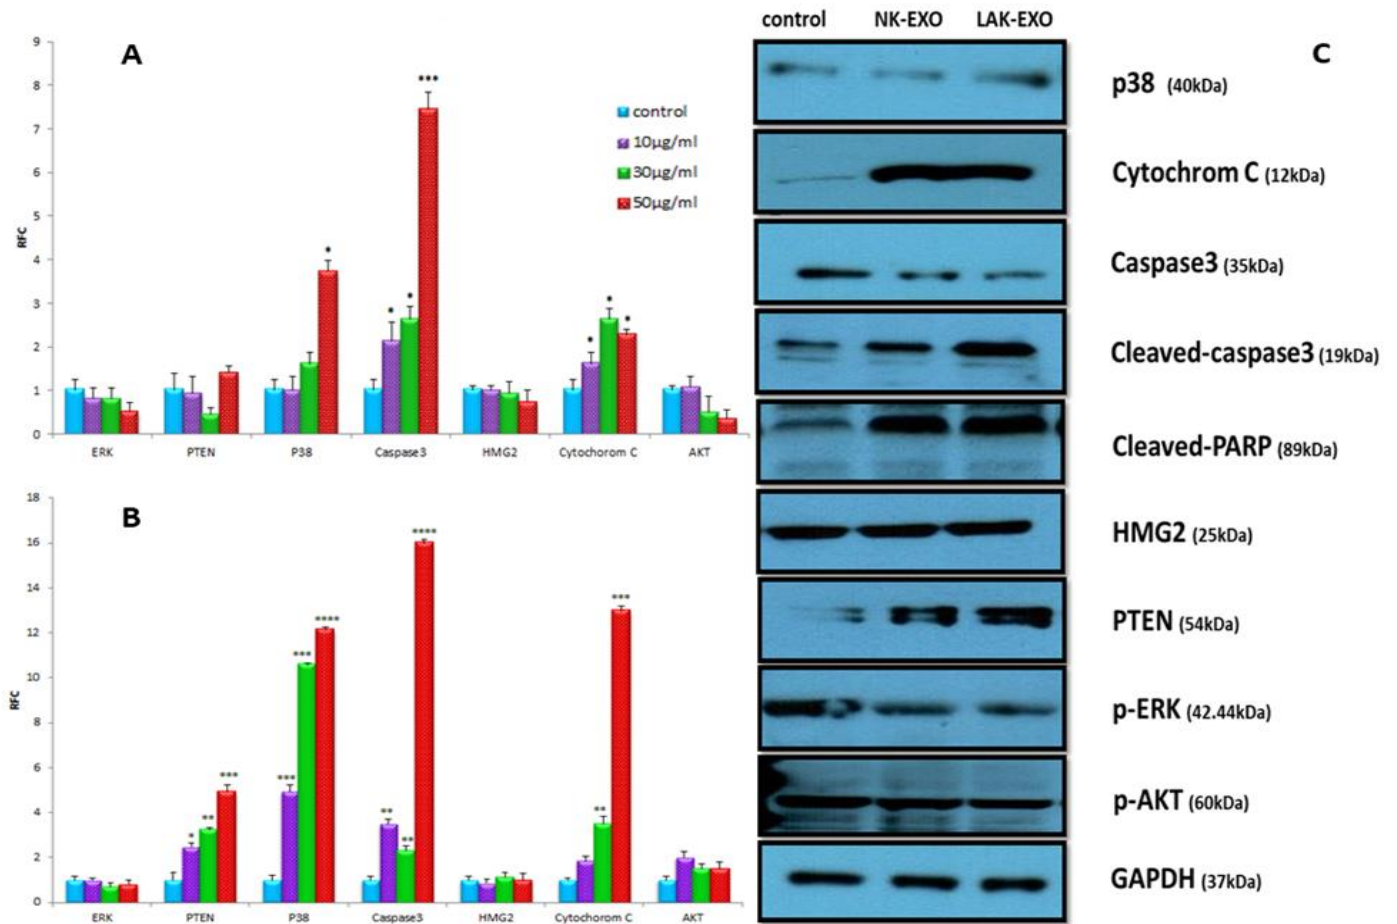 A
RFC
9
8
7
6
5
4
3
2
1
0
***
*
* *
*
* *
control
10µg/ml
30µg/ml
50µg/ml
ERK PTEN P38 Caspase3 HMG2 Cytochorom C AKT
B
RFC
18
16
14
12
10
8
6
4
2
0
****
****
***
***
***
***
**
*
**
**
**
ERK PTEN P38 Caspase3 HMG2 Cytochorom C AKT
control NK-EXO LAK-EXO
C
p38 (40kDa)
Cytochrom C (12kDa)
Caspase3 (35kDa)
Cleaved-caspase3 (19kDa)
Cleaved-PARP (89kDa)
HMG2 (25kDa)
PTEN (54kDa)
p-ERK (42.44kDa)
p-AKT (60kDa)
GAPDH (37kDa)